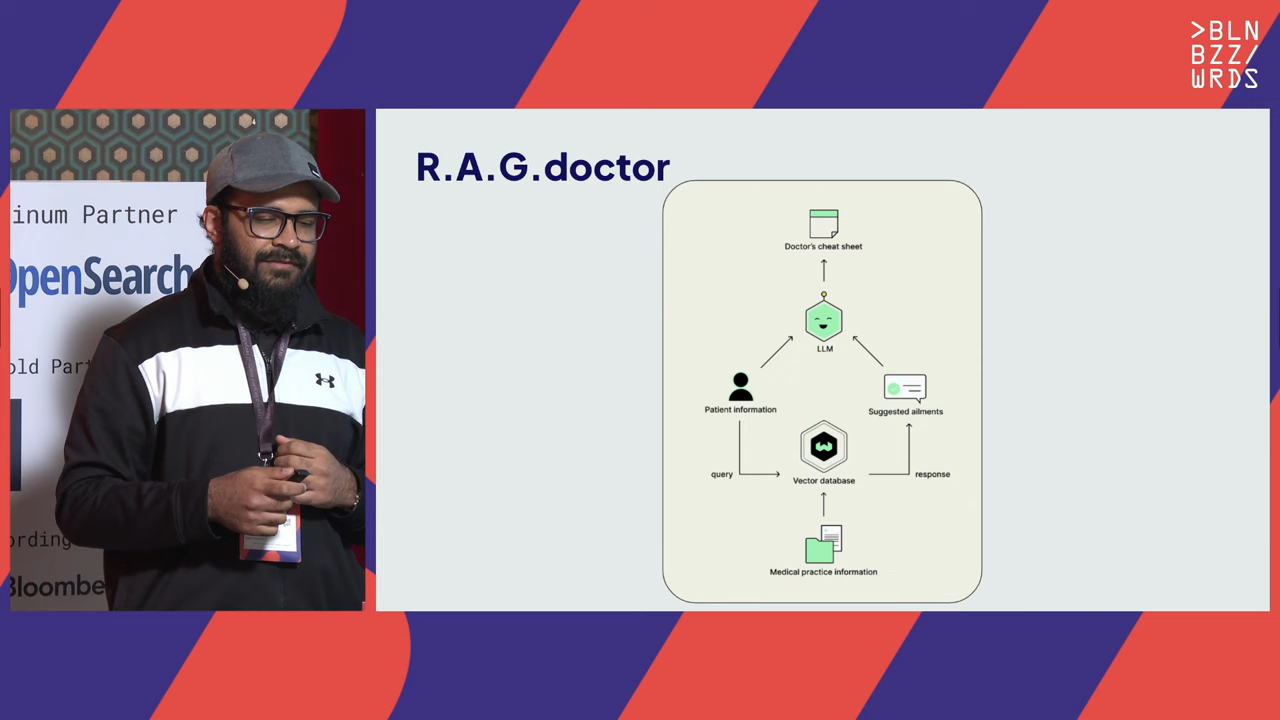 >BLN
BZZ/
WRDS
inum Partner
OpenSearch
old Par
ording
Bloombe
R.A.G.doctor
Doctor's cheat sheet
LLM
Patient information
Suggested ailments
query
Vector database
response
Medical practice information